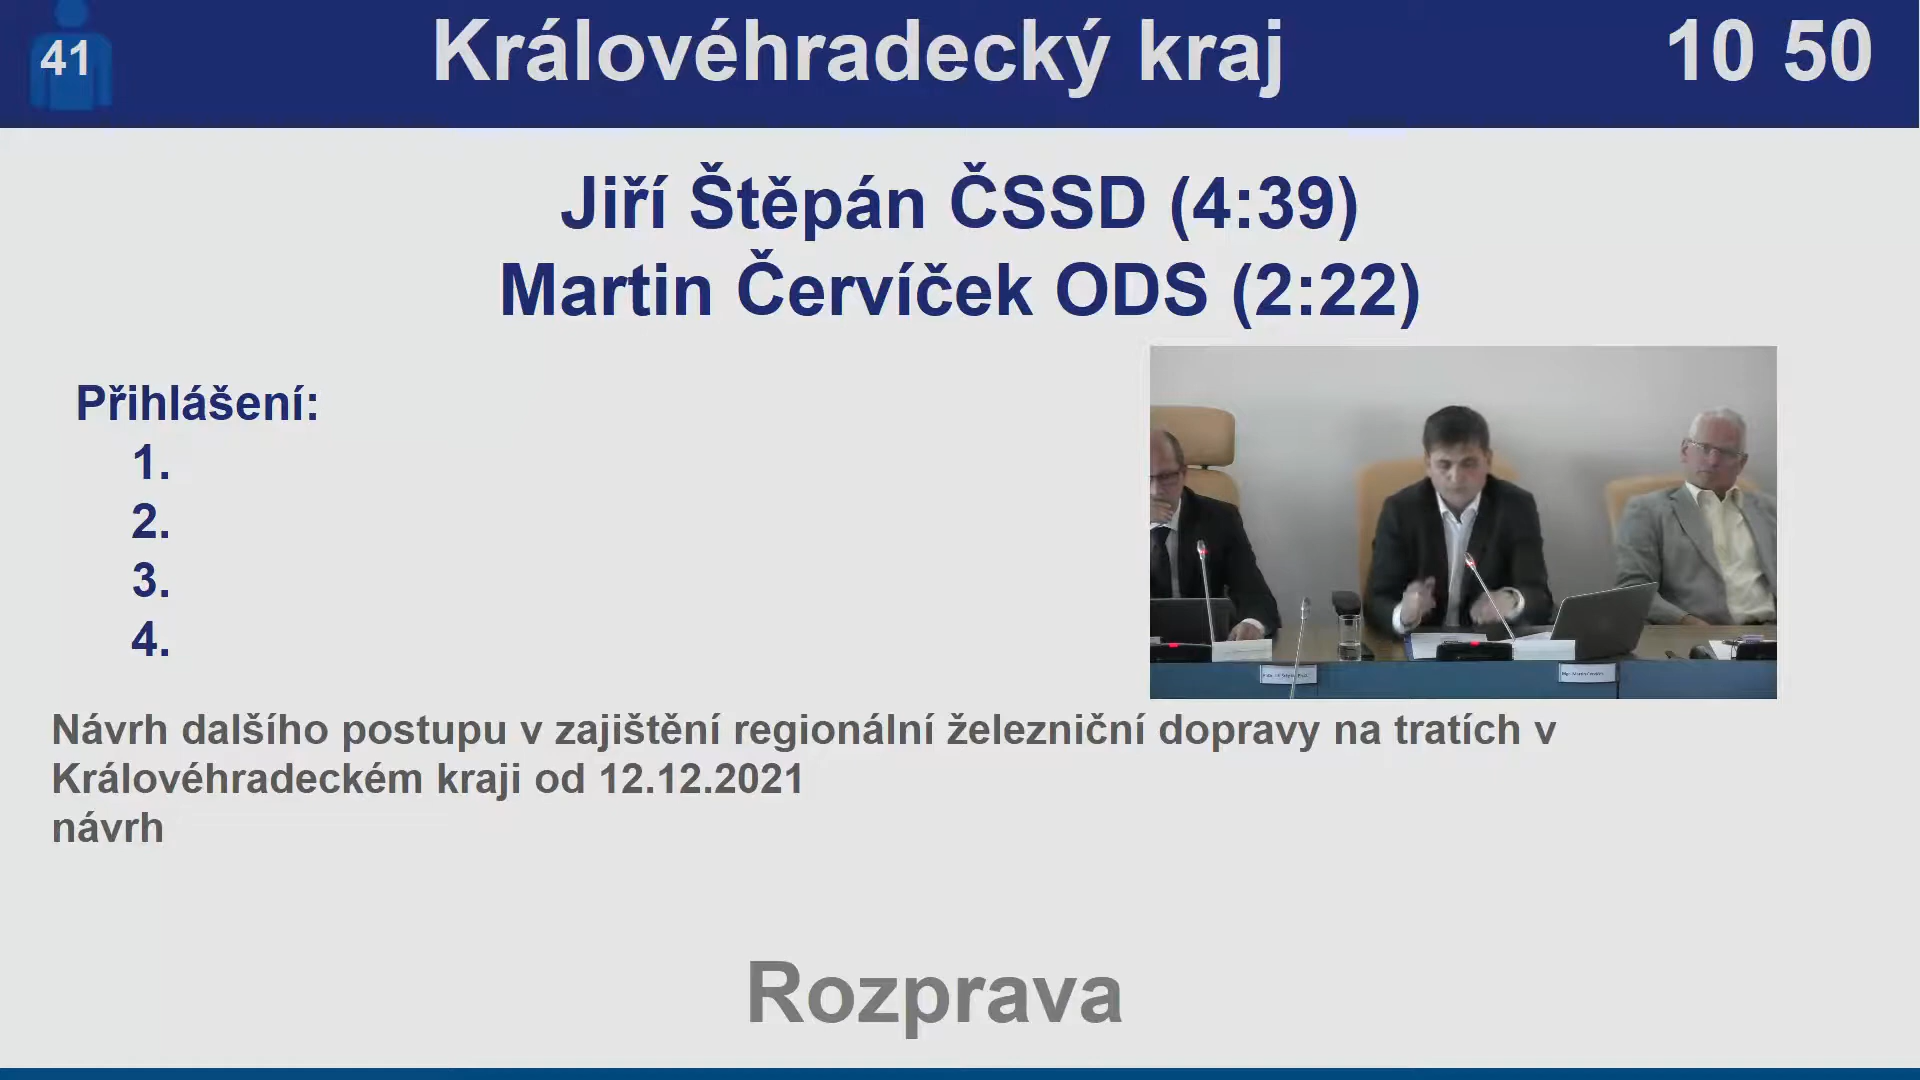 41
Královéhradecký kraj
10 50
Jiří Štěpán ČSSD (4:39)
Martin Červíček ODS (2:22)
Přihlášení:
1.
2.
3.
4.
Návrh dalšího postupu v zajištění regionální železniční dopravy na tratích v
Královéhradeckém kraji od 12.12.2021
návrh
Rozprava